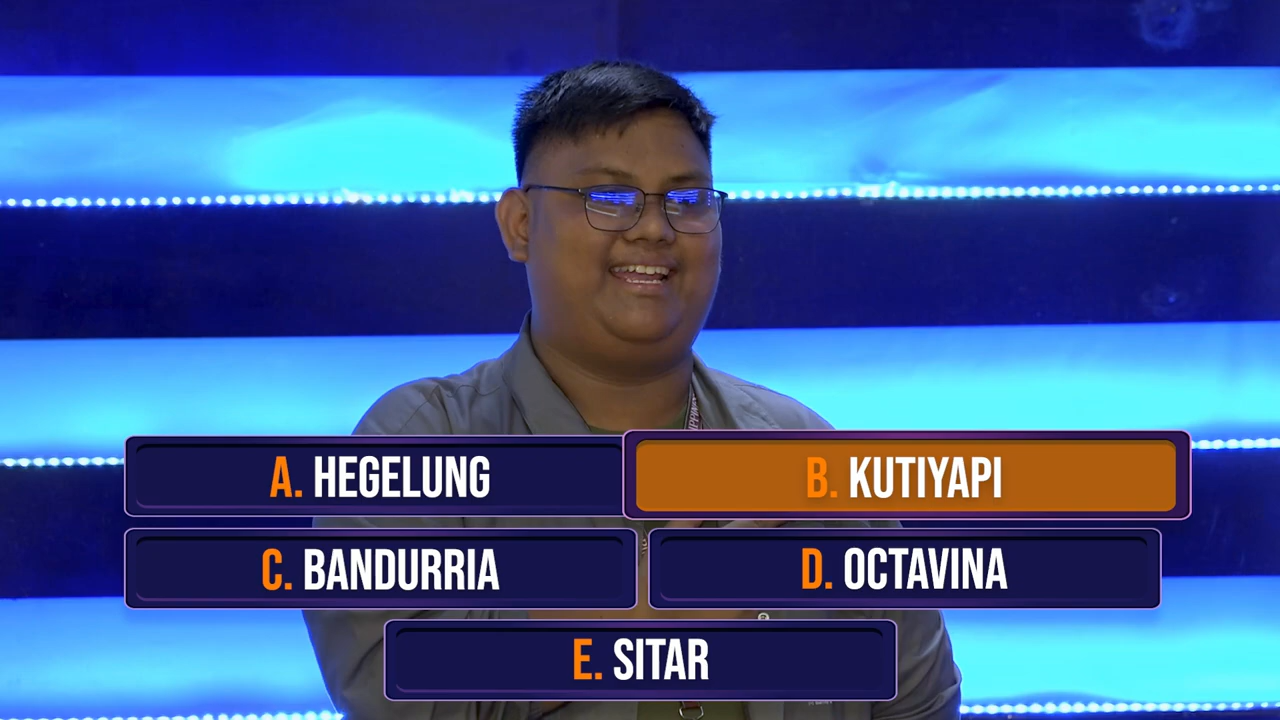 A. HEGELUNG
B. KUTIYAPI
C. BANDURRIA
D. OCTAVINA
E. SITAR